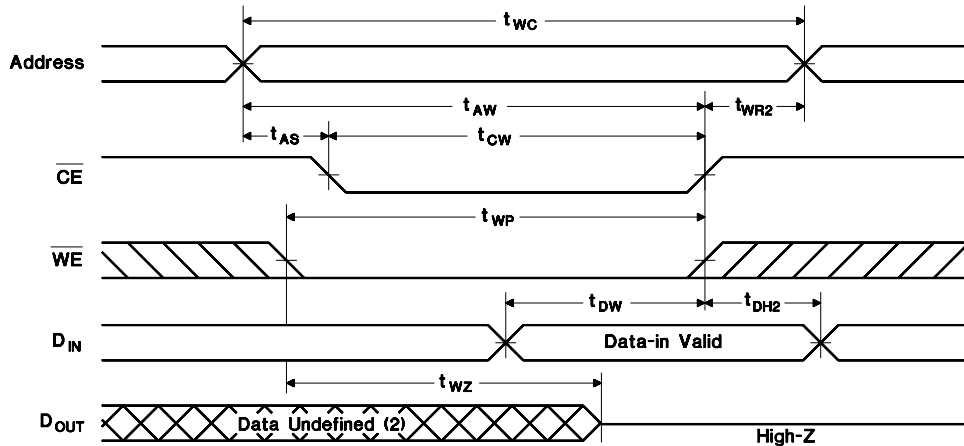 tWC
Address
tAW
tWR2
tAS
tCW
CE
tWP
WE
tDW
tDH2
DIN
Data-in Valid
tWZ
DOUT
Data Undefined (2)
High-Z